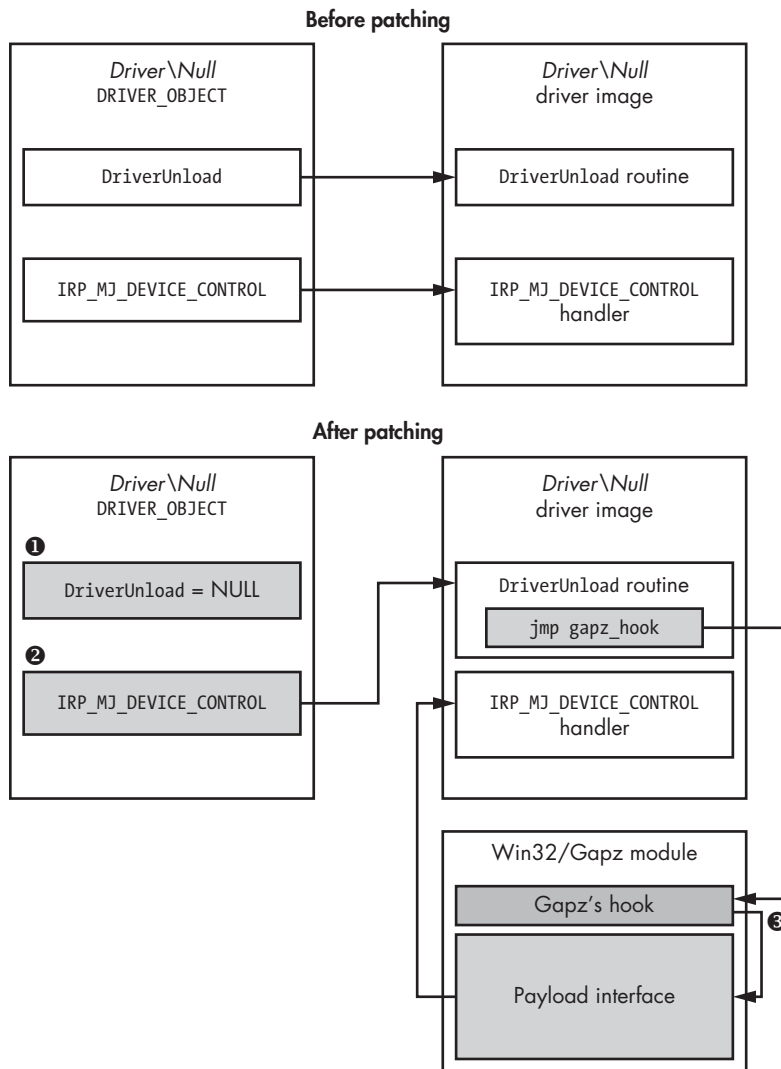 Before patching
Driver\Null
DRIVER_OBJECT
DriverUnload
IRP_MJ_DEVICE_CONTROL
Driver\Null
driver image
DriverUnload routine
IRP_MJ_DEVICE_CONTROL
handler
After patching
Driver\Null
DRIVER_OBJECT
❶
DriverUnload = NULL
❷
IRP_MJ_DEVICE_CONTROL
Driver\Null
driver image
DriverUnload routine
jmp gapz_hook
IRP_MJ_DEVICE_CONTROL
handler
Win32/Gapz module
Gapz’s hook
❸
Payload interface